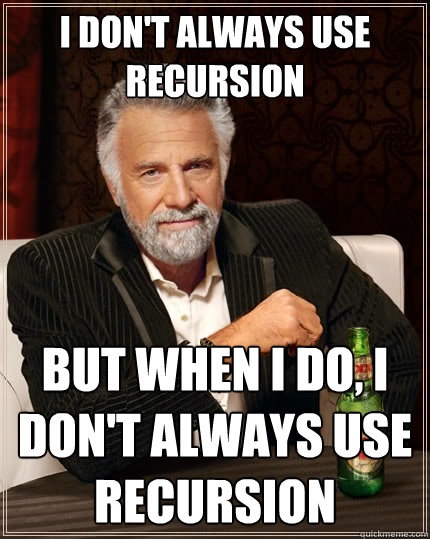 I DON'T ALWAYS USE
RECURSION
BUT WHEN I DO, I
DON'T ALWAYS USE
RECURSION
quickmeme.com